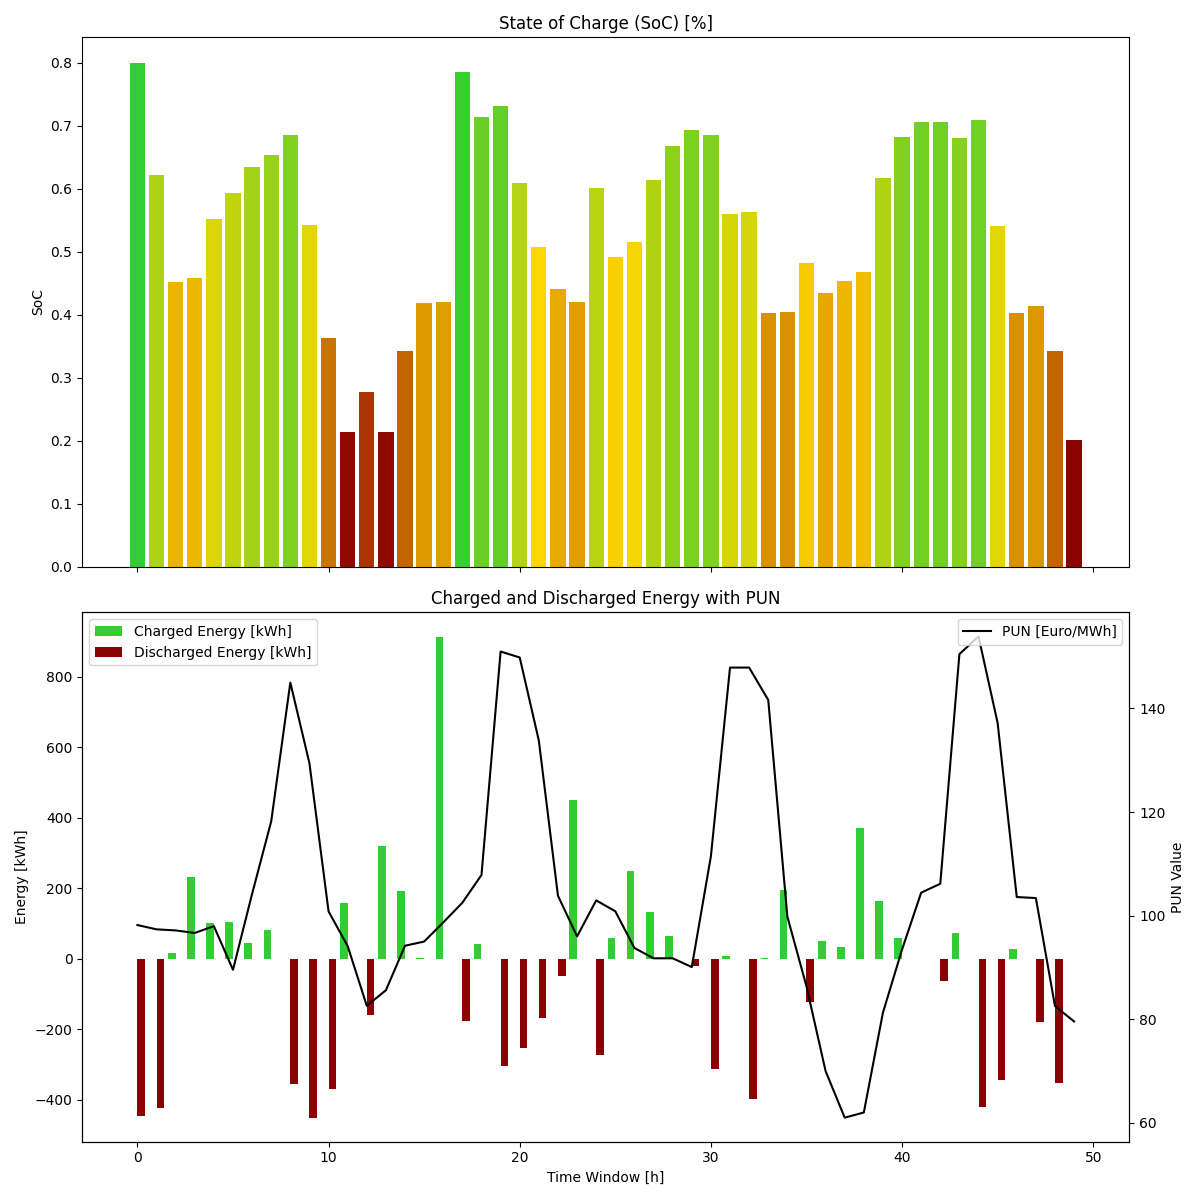 State of Charge (SoC) [%]
SoC
0.8
0.7
0.6
0.5
0.4
0.3
0.2
0.1
0.0
Charged and Discharged Energy with PUN
Charged Energy [kWh]
Discharged Energy [kWh]
PUN [Euro/MWh]
Energy [kWh]
800
600
400
200
0
−200
−400
140
120
100
80
60
PUN Value
0 10 20 30 40 50
Time Window [h]